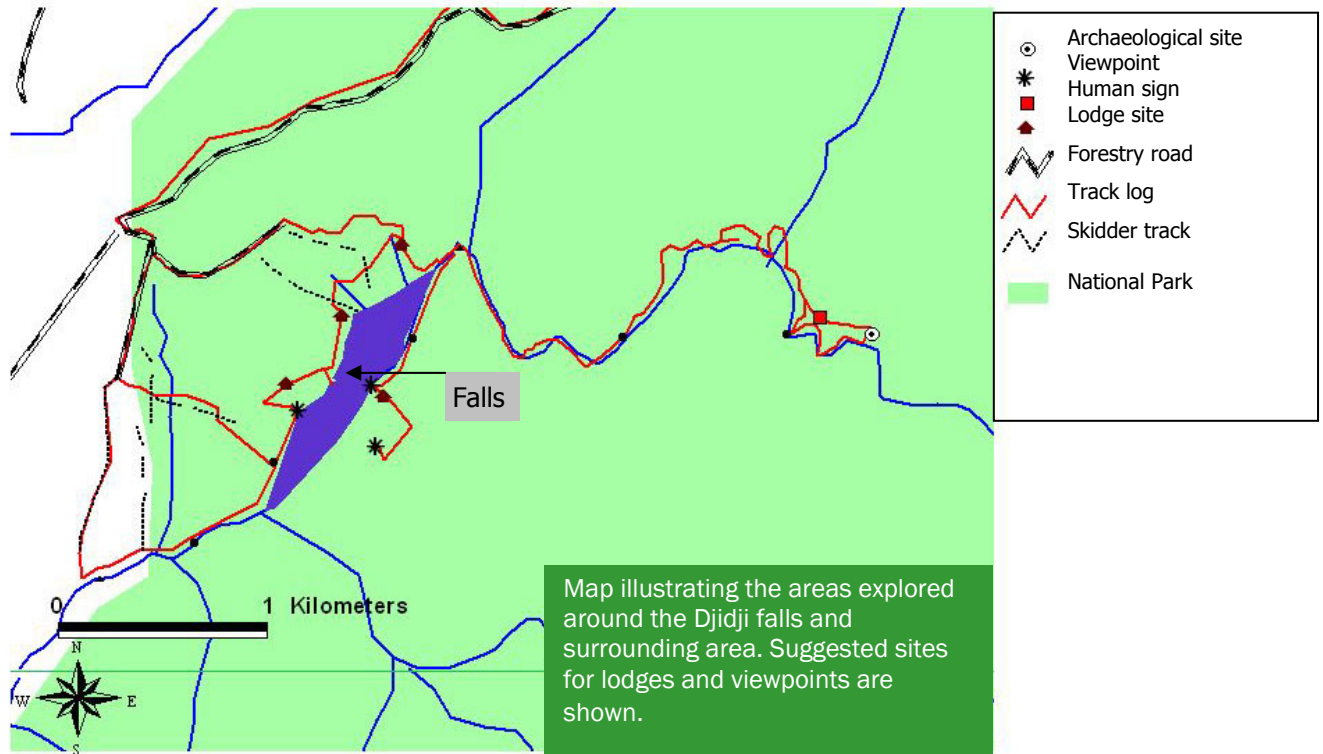 Archaeological site
Viewpoint
Human sign
Lodge site
Forestry road
Track log
Skidder track
National Park
Falls
0 1 Kilometers
N
W E
S
Map illustrating the areas explored
around the Djidji falls and
surrounding area. Suggested sites
for lodges and viewpoints are
shown.